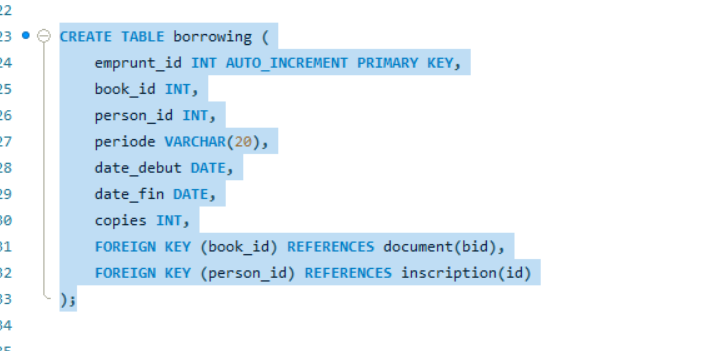 22
23 CREATE TABLE borrowing (
24 emprunt_id INT AUTO_INCREMENT PRIMARY KEY,
25 book_id INT,
26 person_id INT,
27 periode VARCHAR(20),
28 date_debut DATE,
29 date_fin DATE,
30 copies INT,
31 FOREIGN KEY (book_id) REFERENCES document(bid),
32 FOREIGN KEY (person_id) REFERENCES inscription(id)
33 );
34
35